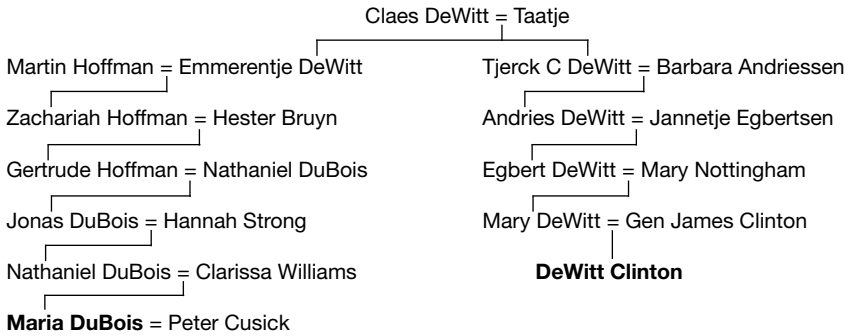 Claes DeWitt = Taatje
Martin Hoffman = Emmerentje DeWitt
Tjerck C DeWitt = Barbara Andriessen
Zachariah Hoffman = Hester Bruyn
Andries DeWitt = Jannetje Egbertsen
Gertrude Hoffman = Nathaniel DuBois
Egbert DeWitt = Mary Nottingham
Jonas DuBois = Hannah Strong
Mary DeWitt = Gen James Clinton
Nathaniel DuBois = Clarissa Williams
DeWitt Clinton
Maria DuBois = Peter Cusick